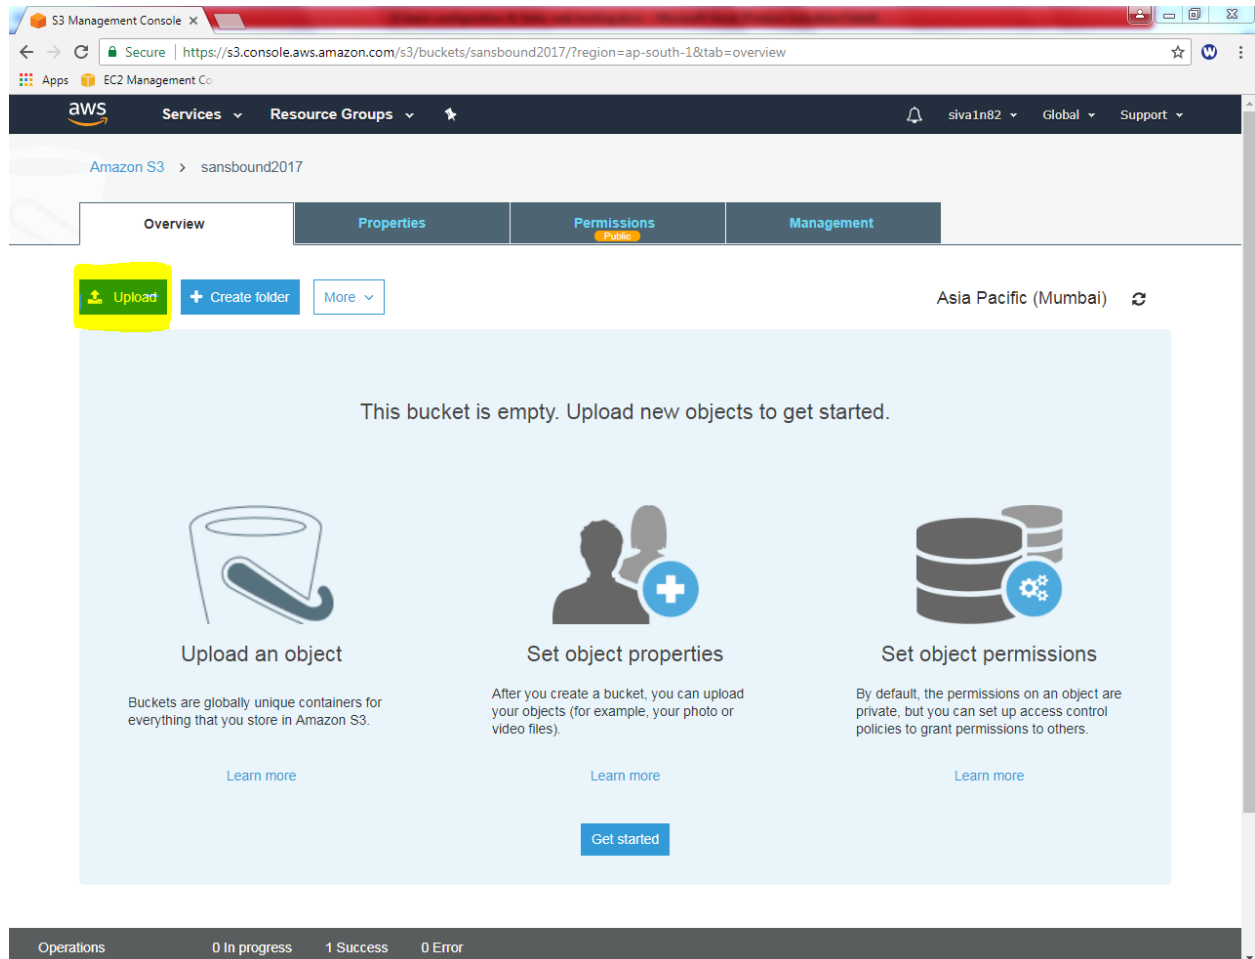 S3 Management Console
Secure https://s3.console.aws.amazon.com/s3/buckets/sansbound2017/?region=ap-south-1&tab=overview
W
Apps EC2 Management Co
aws Services Resource Groups siva1n82 Global Support
Amazon S3 > sansbound2017
Overview Properties Permissions Management
Public
Upload Create folder More Asia Pacific (Mumbai)
This bucket is empty. Upload new objects to get started.
Upload an object Set object properties Set object permissions
Buckets are globally unique containers for
everything that you store in Amazon S3.
After you create a bucket, you can upload
your objects (for example, your photo or
video files).
By default, the permissions on an object are
private, but you can set up access control
policies to grant permissions to others.
Learn more Learn more Learn more
Get started
Operations 0 In progress 1 Success 0 Error